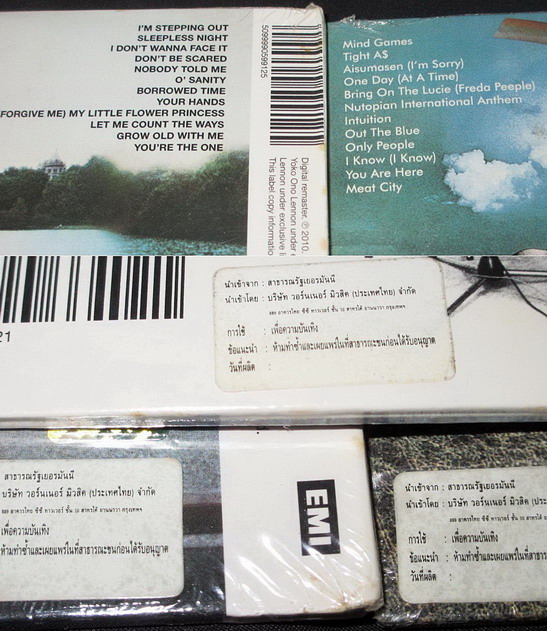 I'M STEPPING OUT
SLEEPLESS NIGHT
I DON'T WANNA FACE IT
DON'T BE SCARED
NOBODY TOLD ME
O' SANITY
BORROWED TIME
YOUR HANDS
FORGIVE ME) MY LITTLE FLOWER PRINCESS
LET ME COUNT THE WAYS
GROW OLD WITH ME
YOU'RE THE ONE
5099990599125
Digital remaster. ℗ 2010.
Yoko Ono Lennon under
Lennon under exclusive
This label copy informatio
Mind Games
Tight A$
Aisumasen (I'm Sorry)
One Day (At A Time)
Bring On The Lucie (Freda Peeple)
Nutopian International Anthem
Intuition
Out The Blue
Only People
I Know (I Know)
You Are Here
Meat City
21
นำเข้าจาก : สาธารณรัฐเยอรมันนี
นำเข้าโดย : บริษัท วอร์นเนอร์ มิวสิค (ประเทศไทย) จำกัด
การใช้ : เพื่อความบันเทิง
ข้อแนะนำ : ห้ามทำซ้ำและเผยแพร่ในที่สาธารณะชนก่อนได้รับอนุญาต
วันที่ผลิต :
สาธารณรัฐเยอรมันนี
บริษัท วอร์นเนอร์ มิวสิค (ประเทศไทย) จำกัด
เพื่อความบันเทิง
ห้ามทำซ้ำและเผยแพร่ในที่สาธารณะชนก่อนได้รับอนุญาต
EMI
นำเข้าจาก : สาธารณรัฐเยอรมันนี
นำเข้าโดย : บริษัท วอร์นเนอร์ มิวสิค (ประเ
การใช้ : เพื่อความบันเทิง
ข้อแนะนำ : ห้ามทำซ้ำและเผยแพร่ในที่สาธารณ
วันที่ผลิต :